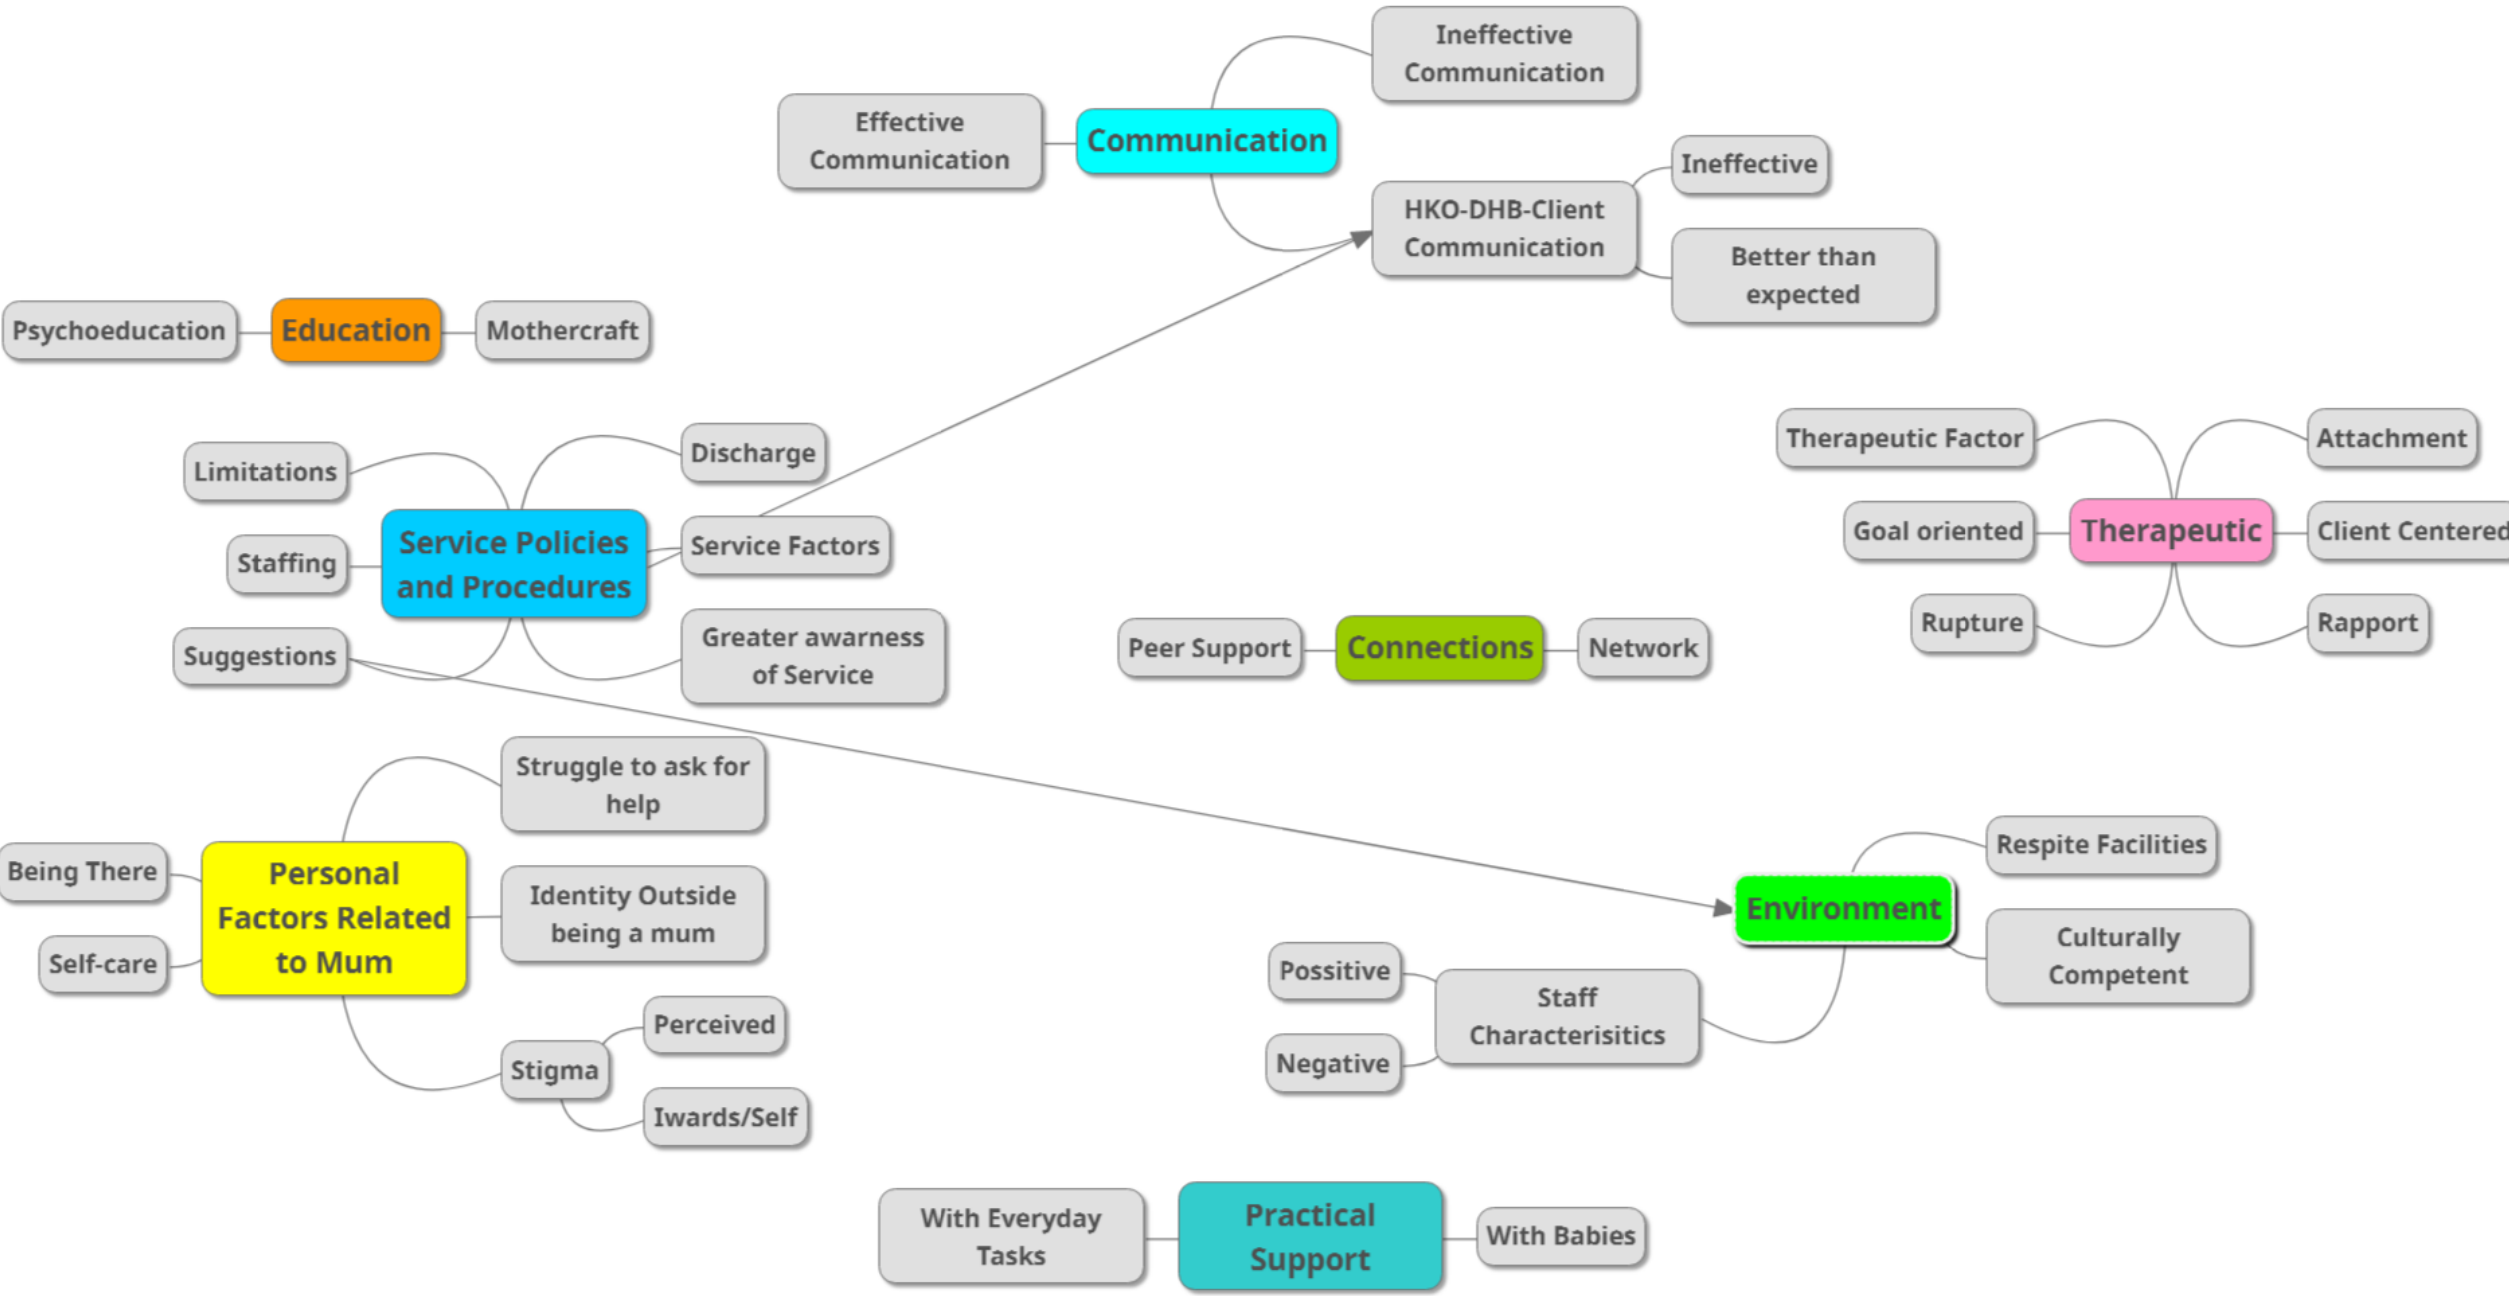 Ineffective
Communication
Effective
Communication
Communication
Ineffective
HKO-DHB-Client
Communication
Better than
expected
Psychoeducation
Education
Mothercraft
Limitations
Discharge
Staffing
Service Policies
and Procedures
Service Factors
Suggestions
Greater awarness
of Service
Therapeutic Factor
Attachment
Goal oriented
Therapeutic
Client Centered
Rupture
Rapport
Peer Support
Connections
Network
Struggle to ask for
help
Being There
Personal
Factors Related
to Mum
Identity Outside
being a mum
Self-care
Stigma
Perceived
Iwards/Self
Respite Facilities
Environment
Culturally
Competent
Possitive
Staff
Characterisitics
Negative
With Everyday
Tasks
Practical
Support
With Babies